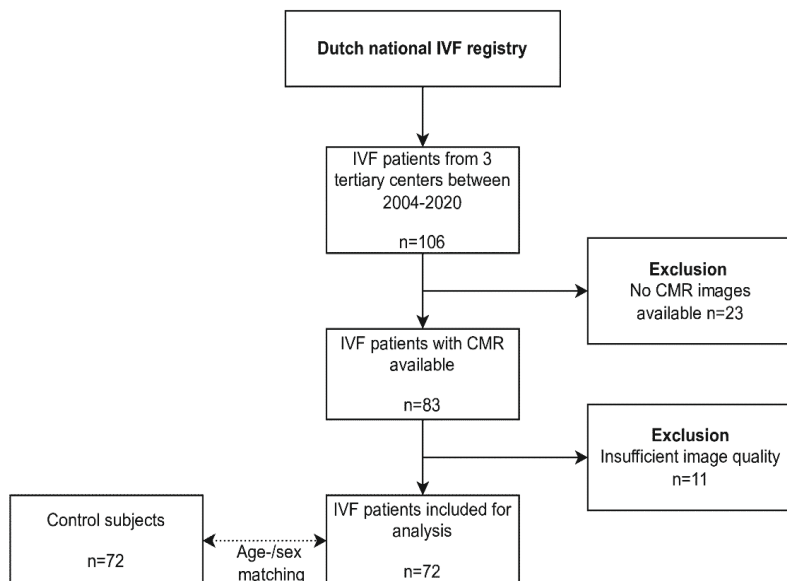 Dutch national IVF registry
IVF patients from 3
tertiary centers between
2004-2020
n=106
Exclusion
No CMR images
available n=23
IVF patients with CMR
available
n=83
Exclusion
Insufficient image quality
n=11
Control subjects
n=72
Age-/sex
matching
IVF patients included for
analysis
n=72